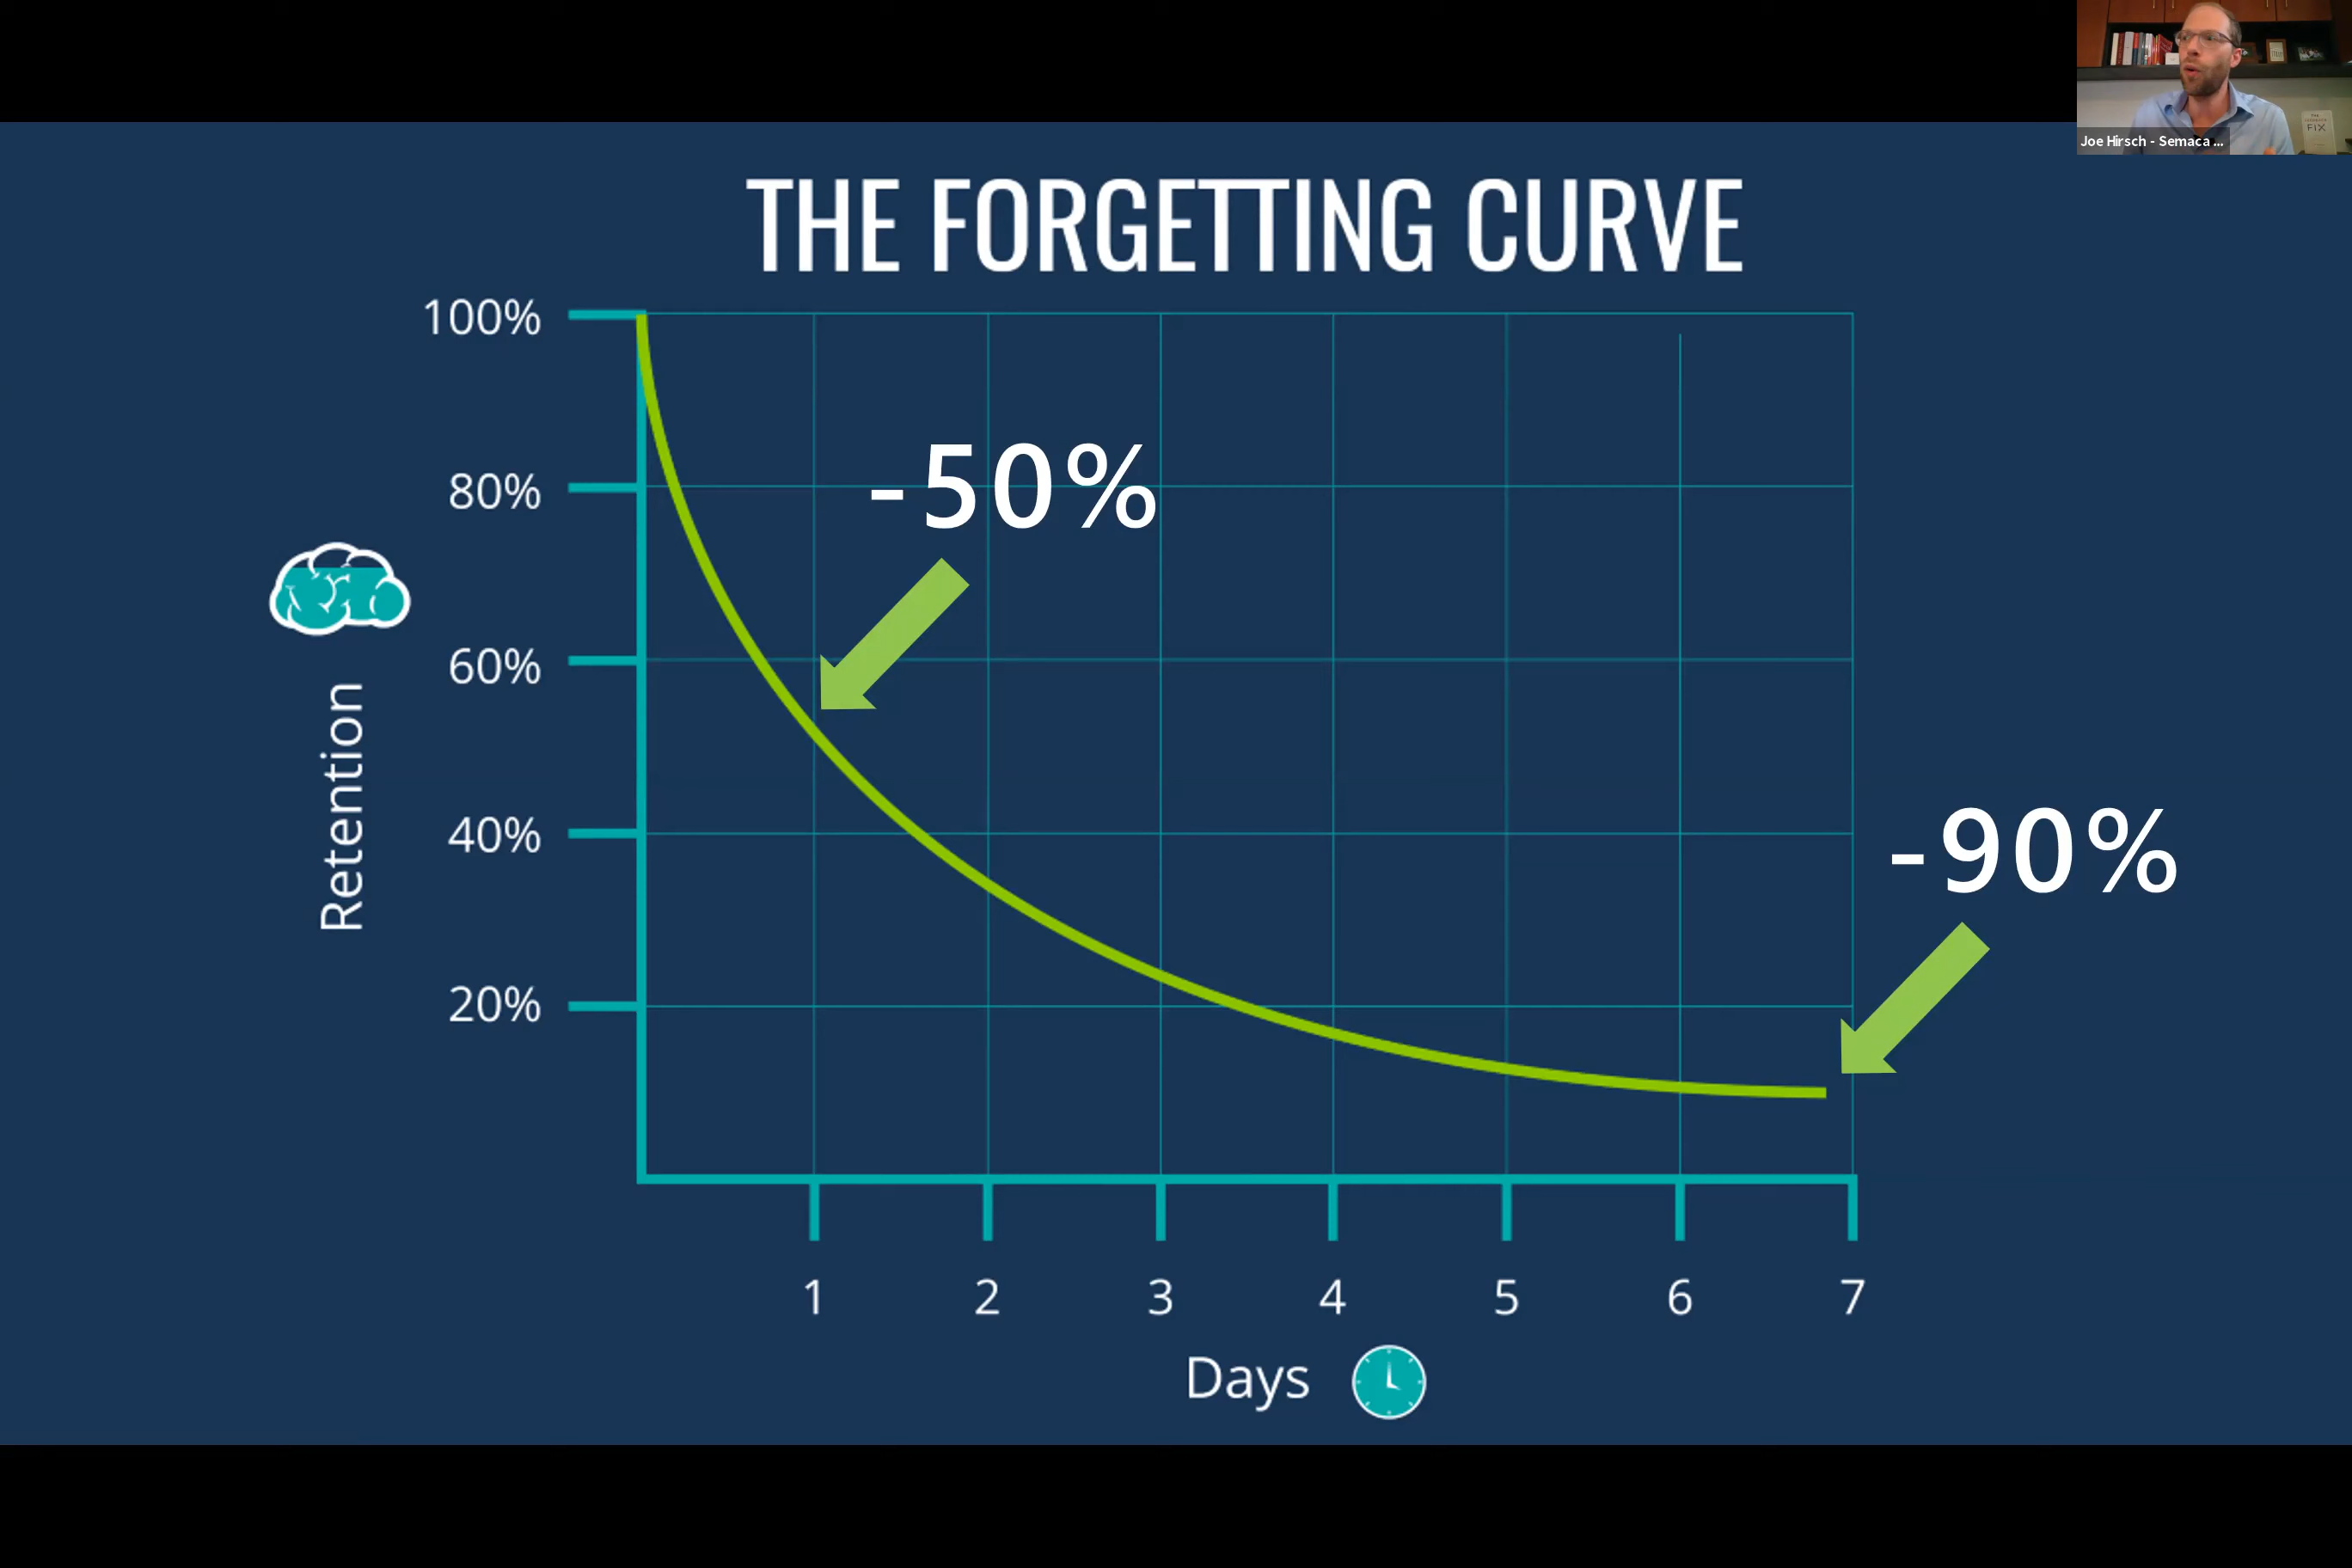 Joe Hirsch - Semaca ...
FIX
THE FORGETTING CURVE
100%
-50%
80%
60%
-90%
40%
20%
Retention
1 2 3 4 5 6 7
Days